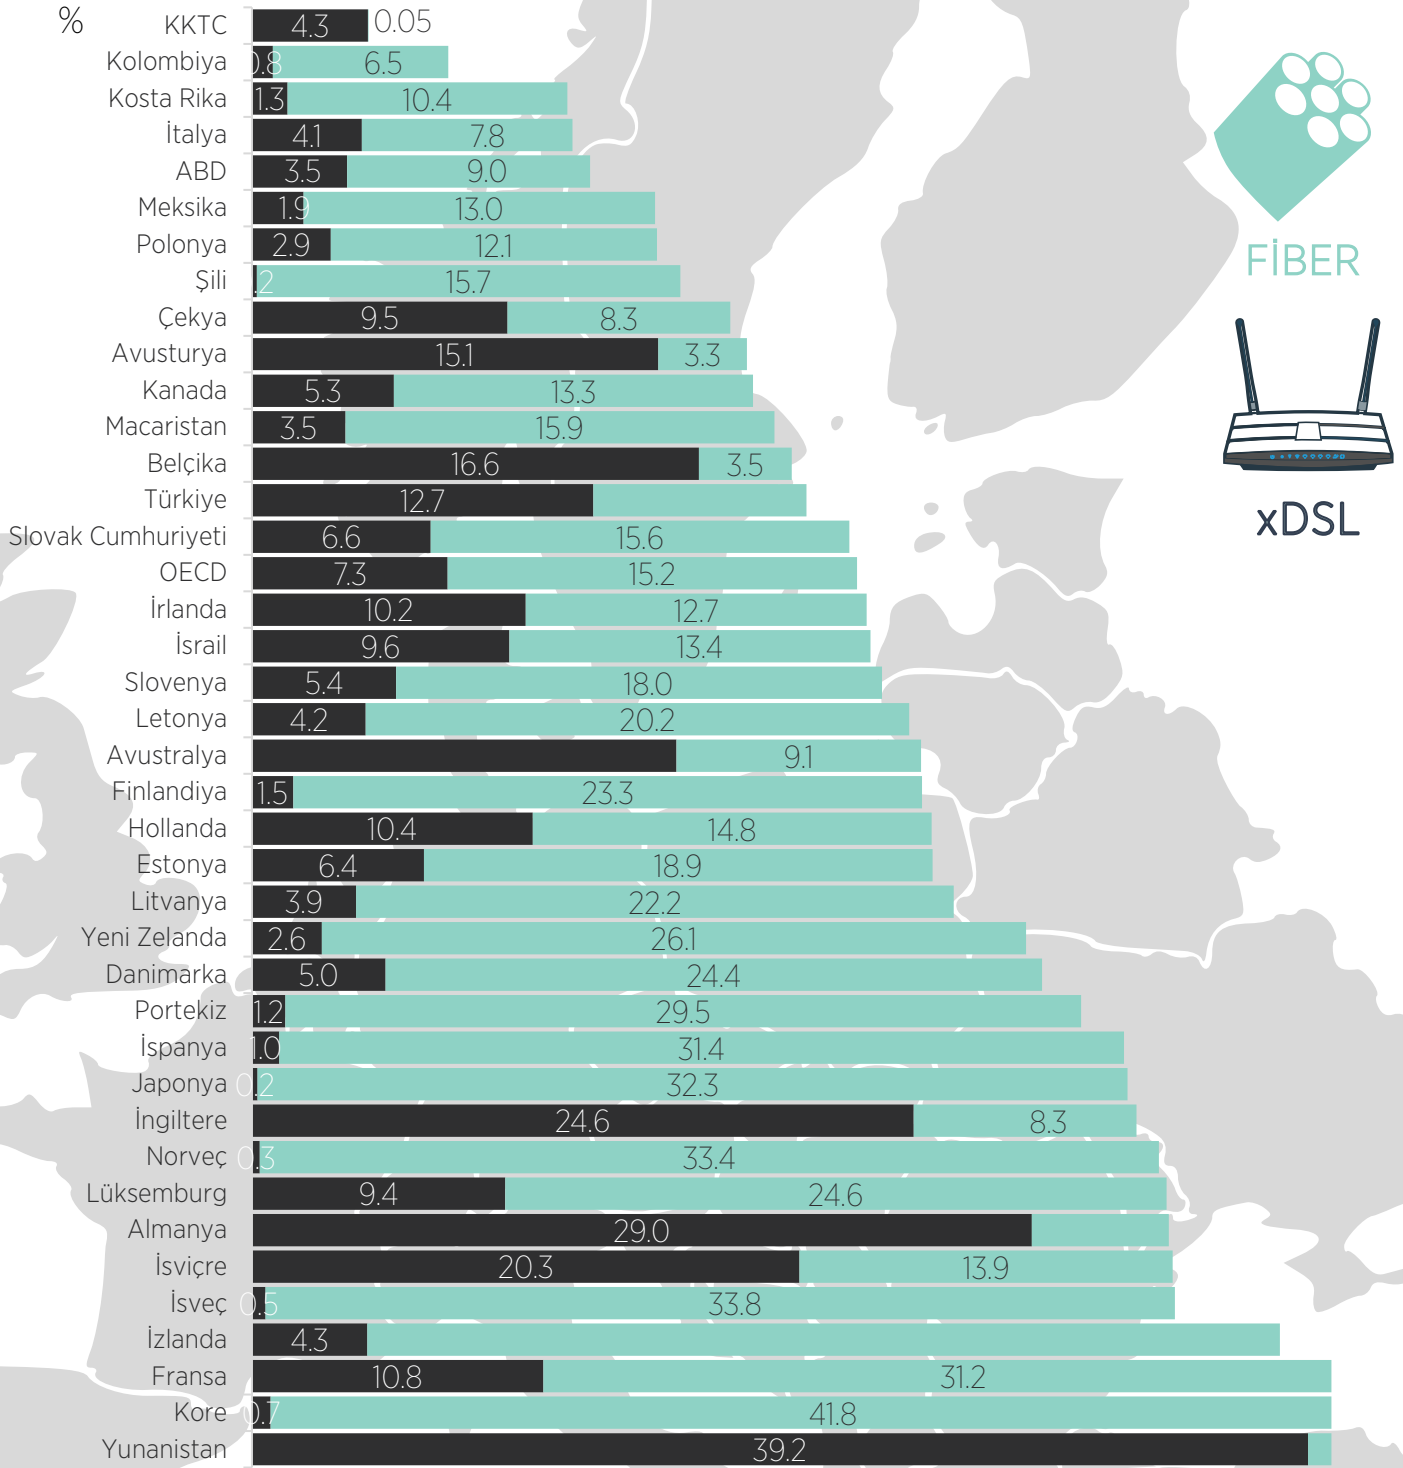 %
KKTC 4.3 0.05
Kolombiya 0.8 6.5
Kosta Rika 1.3 10.4
İtalya 4.1 7.8
ABD 3.5 9.0
Meksika 1.9 13.0
Polonya 2.9 12.1
Şili .2 15.7
Çekya 9.5 8.3
Avusturya 15.1 3.3
Kanada 5.3 13.3
Macaristan 3.5 15.9
Belçika 16.6 3.5
Türkiye 12.7
Slovak Cumhuriyeti 6.6 15.6
OECD 7.3 15.2
İrlanda 10.2 12.7
İsrail 9.6 13.4
Slovenya 5.4 18.0
Letonya 4.2 20.2
Avustralya 9.1
Finlandiya 1.5 23.3
Hollanda 10.4 14.8
Estonya 6.4 18.9
Litvanya 3.9 22.2
Yeni Zelanda 2.6 26.1
Danimarka 5.0 24.4
Portekiz 1.2 29.5
İspanya 1.0 31.4
Japonya 0.2 32.3
İngiltere 24.6 8.3
Norveç 0.3 33.4
Lüksemburg 9.4 24.6
Almanya 29.0
İsviçre 20.3 13.9
İsveç 0.5 33.8
İzlanda 4.3
Fransa 10.8 31.2
Kore 0.7 41.8
Yunanistan 39.2
FİBER
xDSL